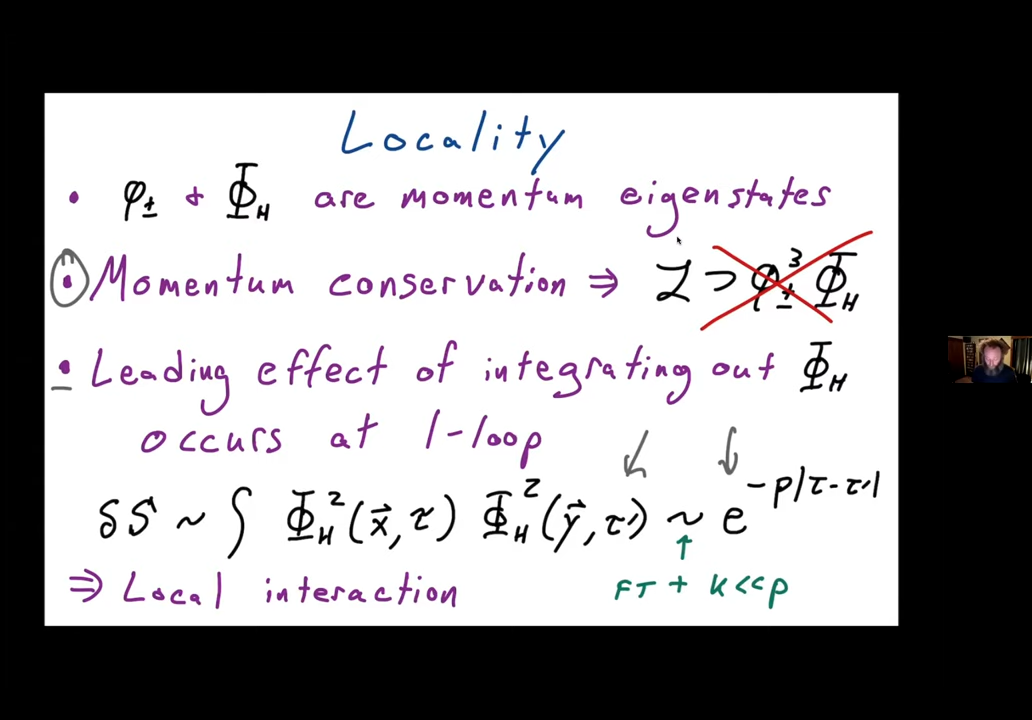 Locality
• φ± + Φ_H are momentum eigenstates
• Momentum conservation ⇒ ℒ ⊃ φ±³ Φ_H
• Leading effect of integrating out Φ_H
occurs at 1-loop
δS ~ ∫ Φ_H²(x⃗,τ) Φ_H²(y⃗,τ') ~ e^{-p|τ-τ'|}
⇒ Local interaction
↑ FT + k<<p